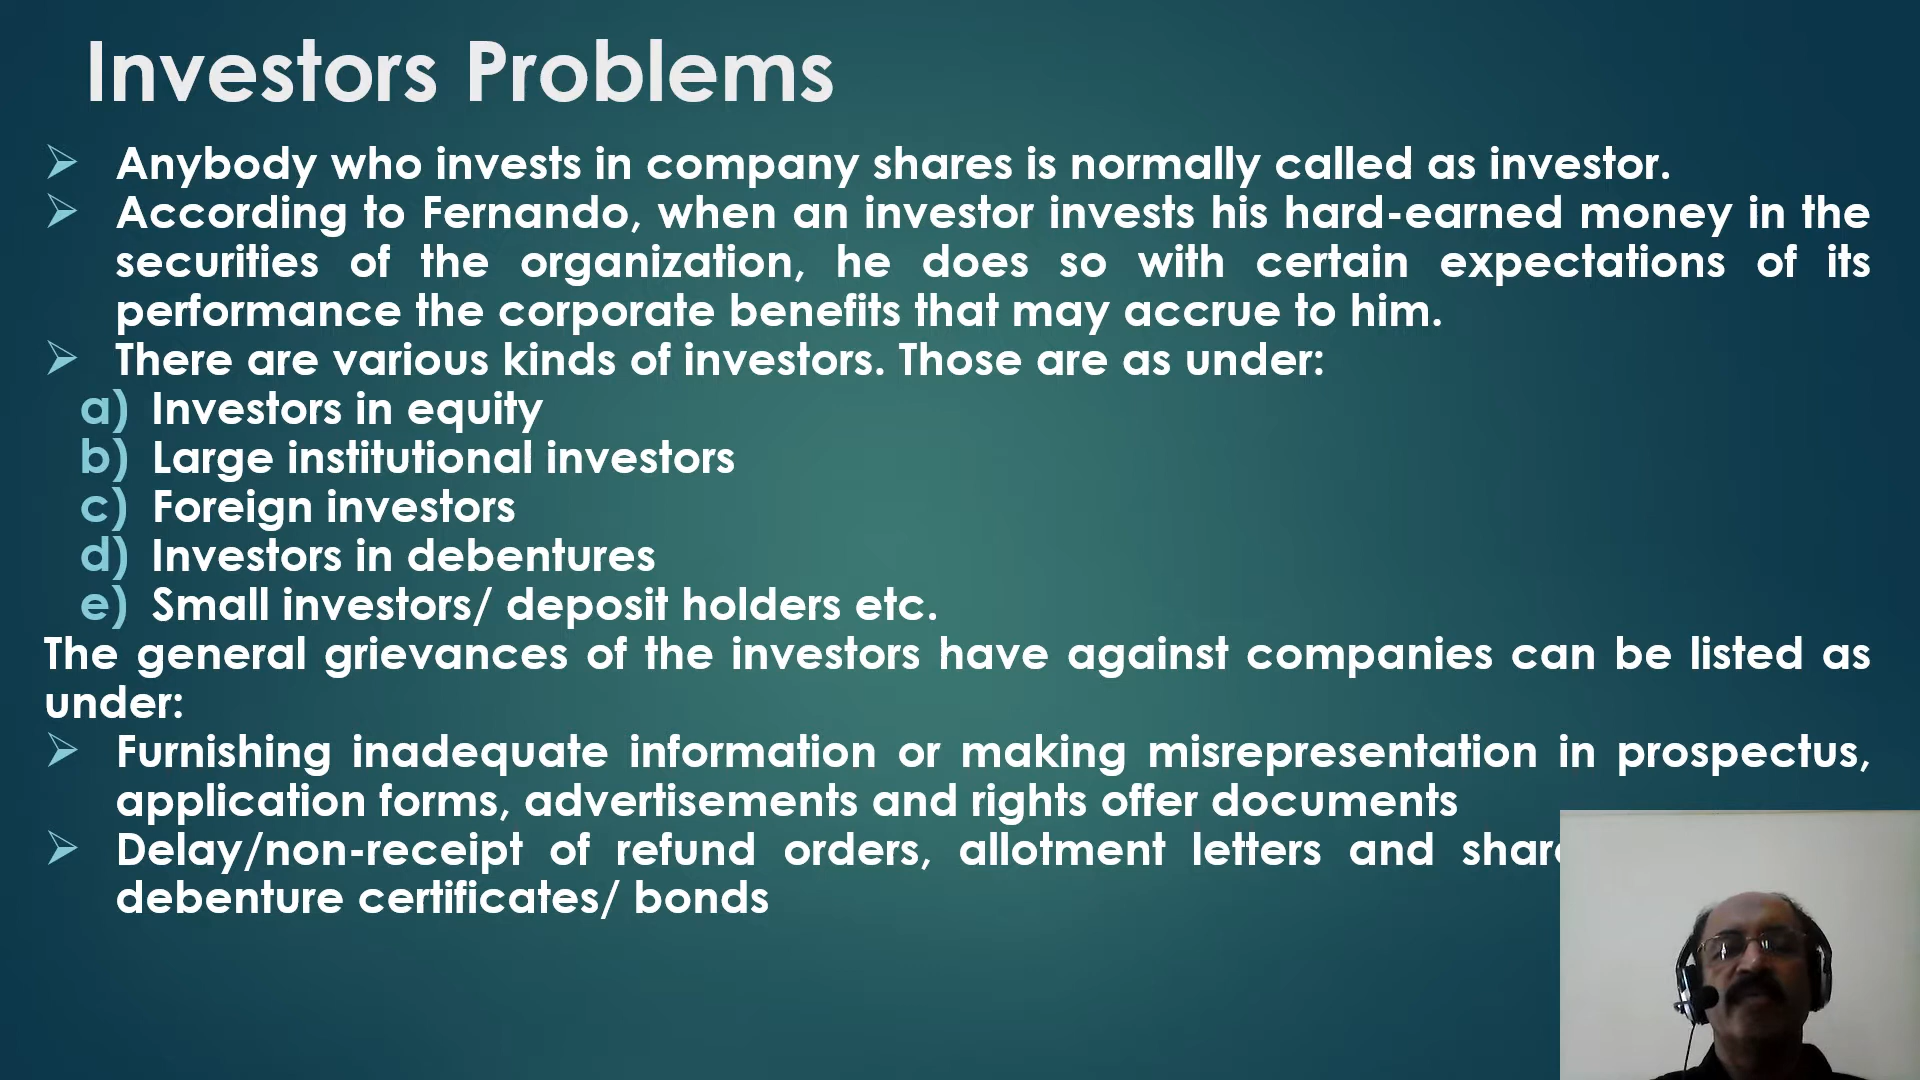 Investors Problems
Anybody who invests in company shares is normally called as investor.
According to Fernando, when an investor invests his hard-earned money in the
securities of the organization, he does so with certain expectations of its
performance the corporate benefits that may accrue to him.
There are various kinds of investors. Those are as under:
a) Investors in equity
b) Large institutional investors
c) Foreign investors
d) Investors in debentures
e) Small investors/ deposit holders etc.
The general grievances of the investors have against companies can be listed as
under:
Furnishing inadequate information or making misrepresentation in prospectus,
application forms, advertisements and rights offer documents
Delay/non-receipt of refund orders, allotment letters and
debenture certificates/ bonds